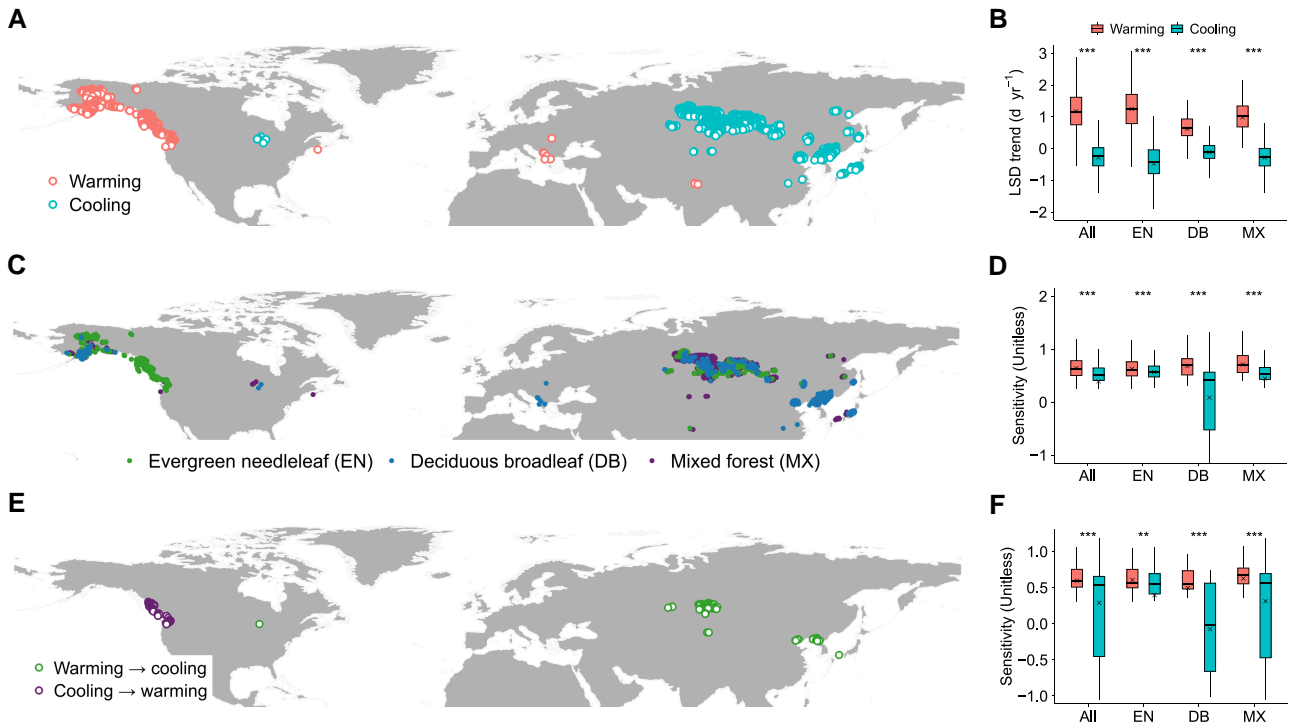 A
Warming
Cooling
B
Warming Cooling
*** *** *** ***
3
2
1
0
−1
−2
LSD trend (d yr−1)
All EN DB MX
C
Evergreen needleleaf (EN) Deciduous broadleaf (DB) Mixed forest (MX)
D
*** *** *** ***
2
1
0
−1
Sensitivity (Unitless)
All EN DB MX
E
Warming → cooling
Cooling → warming
F
*** ** *** ***
1.0
0.5
0.0
−0.5
−1.0
Sensitivity (Unitless)
All EN DB MX